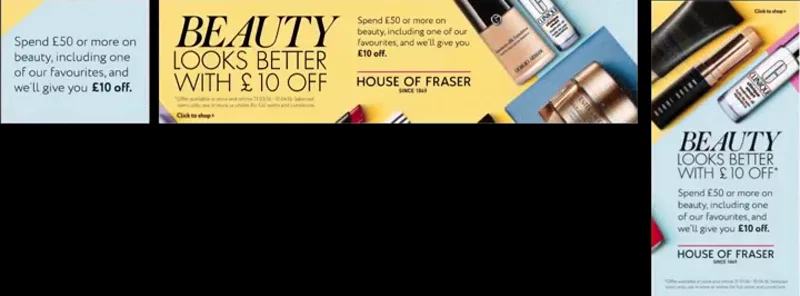 Spend £50 or more on
beauty, including one
of our favourites, and
we'll give you £10 off.
BEAUTY
LOOKS BETTER
WITH £10 OFF
Click to shop>
Spend £50 or more on
beauty, including one of our
favourites, and we'll give you
£10 off.
HOUSE OF FRASER
SINCE 1849
GIORGIO ARMANI
CLINIQUE
Click to shop>
CLINIQUE
BEAUTY
LOOKS BETTER
WITH £10 OFF*
Spend £50 or more on
beauty, including one
of our favourites, and
we'll give you £10 off.
HOUSE OF FRASER
SINCE 1849